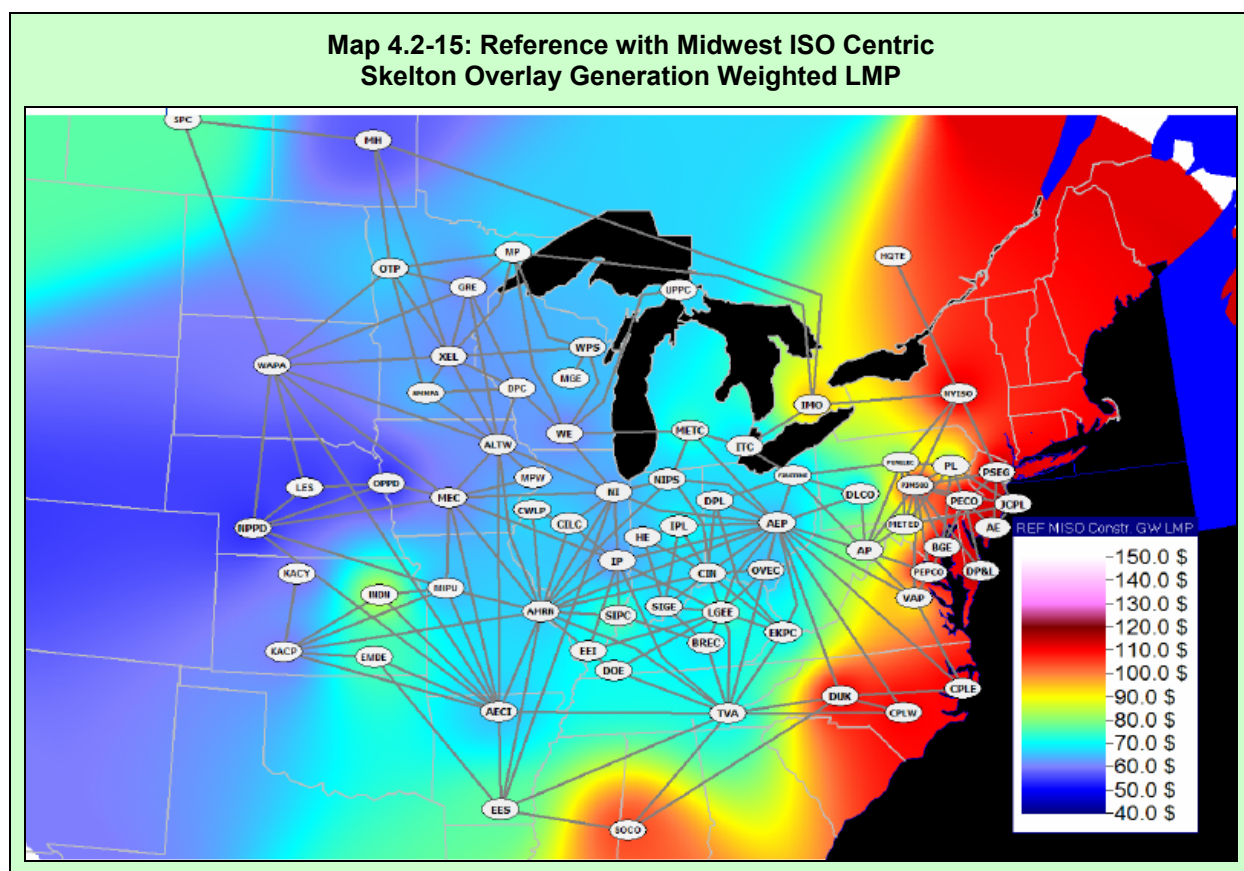 Map 4.2-15: Reference with Midwest ISO Centric
Skelton Overlay Generation Weighted LMP
SPC
MH
MP
HQTE
OTP
GRE
UPPC
WPS
WAPA
XEL
MGE
DPC
IMO
NYISO
WE
METC
ALTW
ITC
PL
PSEG
LES
OPPD
MEC
MPW
NI
NIPS
DLCO
PECO
JCPL
CWLP
DPL
NPPD
CILC
IPL
AEP
METED
AE
HE
AP
BGE
KACY
IP
CIN
OVEC
PEPCO
DP&L
INDN
MIPU
AMRN
SIPC
SIGE
LGEE
VAP
EKPC
KACP
EMDE
EEI
BREC
DOE
DUK
CPLE
AECI
TVA
CPLW
EES
SOCO
REF MISO Constr. GW LMP
150.0 $
140.0 $
130.0 $
120.0 $
110.0 $
100.0 $
90.0 $
80.0 $
70.0 $
60.0 $
50.0 $
40.0 $